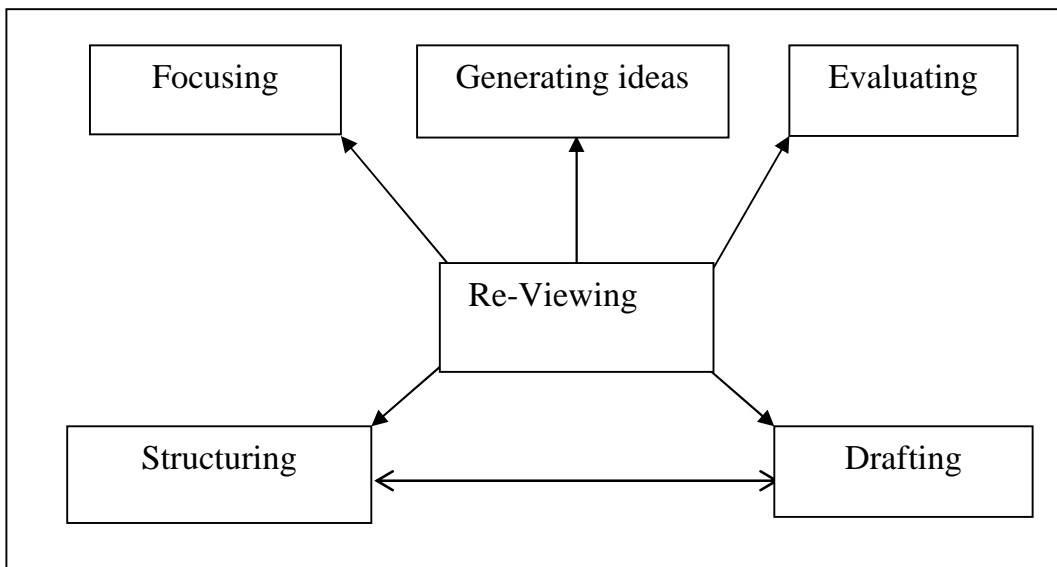 Focusing
Generating ideas
Evaluating
Re-Viewing
Structuring
Drafting